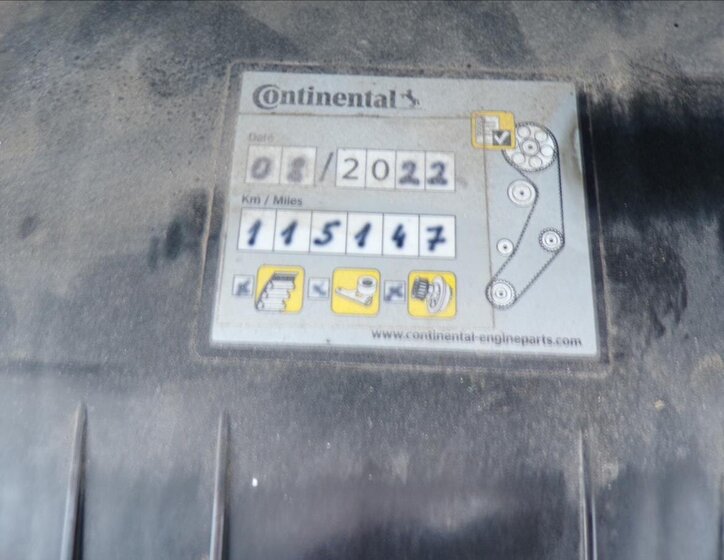 Continental
Date
08/2022
Km / Miles
115147
www.continental-engineparts.com